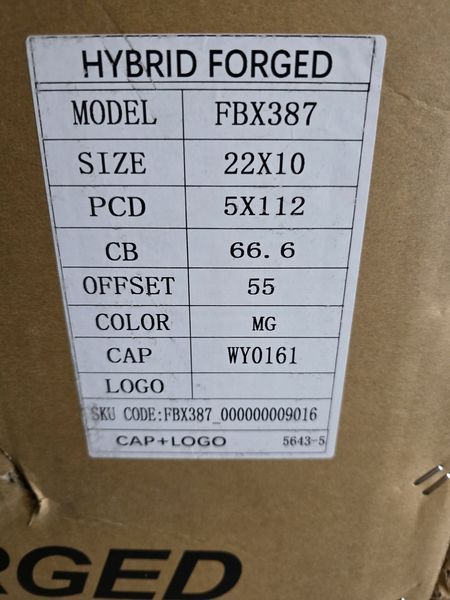 HYBRID FORGED
MODEL FBX387
SIZE 22X10
PCD 5X112
CB 66.6
OFFSET 55
COLOR MG
CAP WY0161
LOGO
SKU CODE:FBX387_000000009016
CAP+LOGO 5643-5
RGED